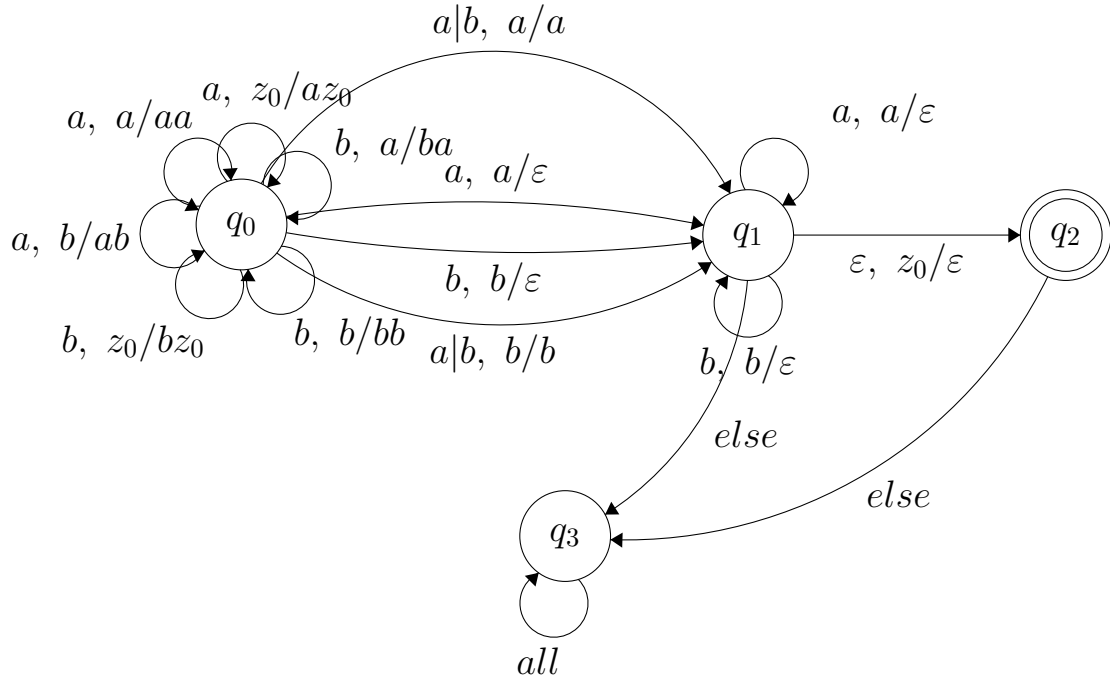 a|b, a/a
a, z₀/az₀
a, a/aa
a, a/ε
b, a/ba
a, a/ε
q₀
q₁
q₂
a, b/ab
ε, z₀/ε
b, b/ε
b, z₀/bz₀
b, b/bb
a|b, b/b
b, b/ε
else
else
q₃
all